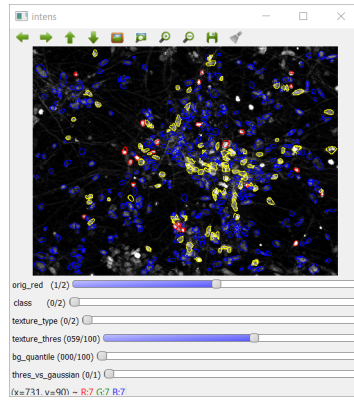 intens
orig_red (1/2)
class (0/2)
texture_type (0/2)
texture_thres (059/100)
bg_quantile (000/100)
thres_vs_gaussian (0/1)
(x=731, y=90) ~ R:7 G:7 B:7